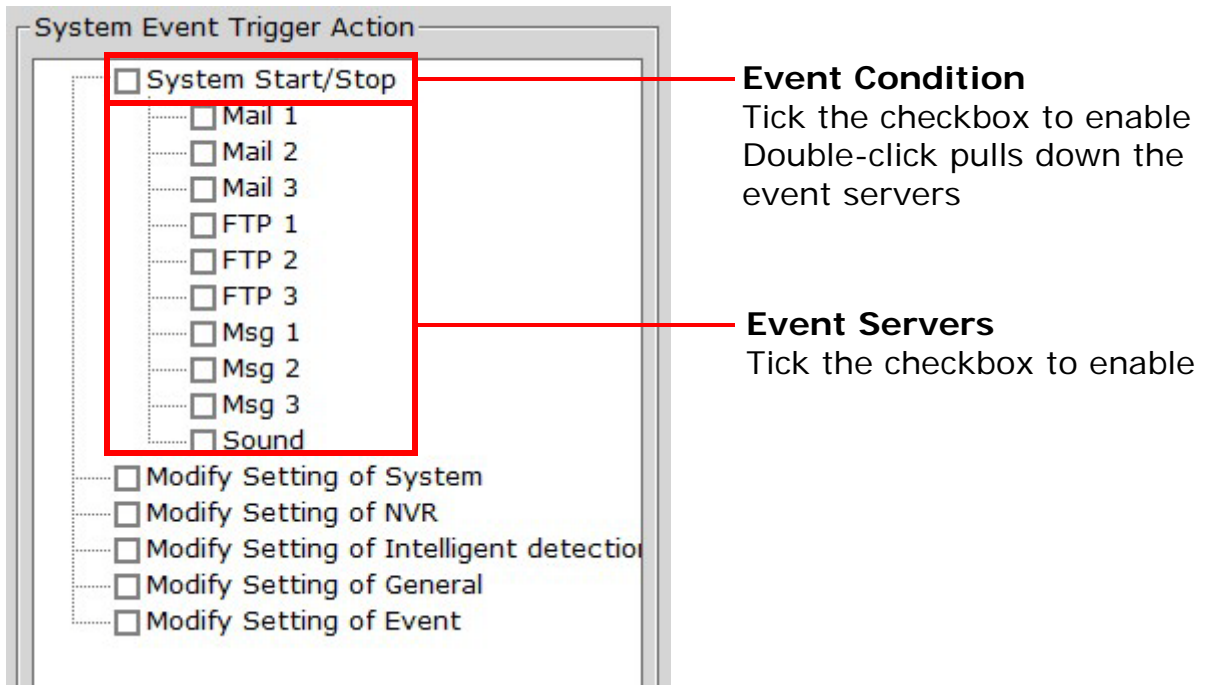 System Event Trigger Action
System Start/Stop
Mail 1
Mail 2
Mail 3
FTP 1
FTP 2
FTP 3
Msg 1
Msg 2
Msg 3
Sound
Modify Setting of System
Modify Setting of NVR
Modify Setting of Intelligent detection
Modify Setting of General
Modify Setting of Event
Event Condition
Tick the checkbox to enable
Double-click pulls down the
event servers
Event Servers
Tick the checkbox to enable